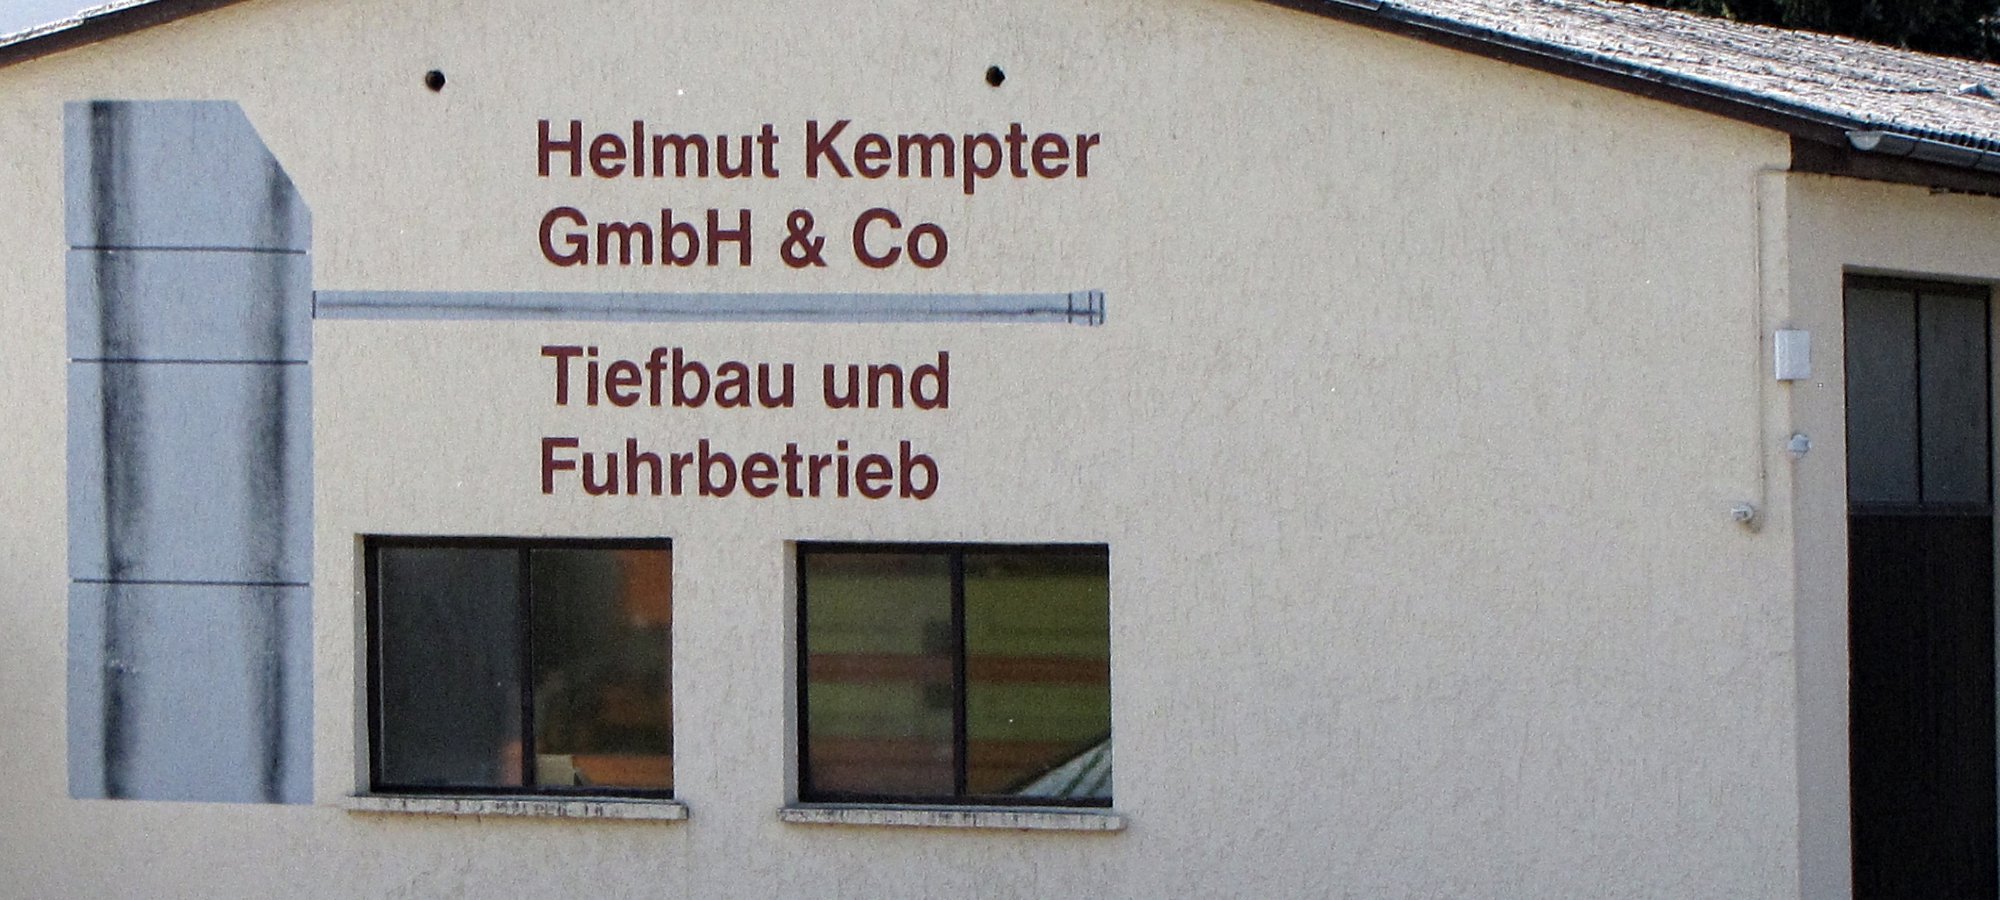 Helmut Kempter
GmbH & Co
Tiefbau und
Fuhrbetrieb